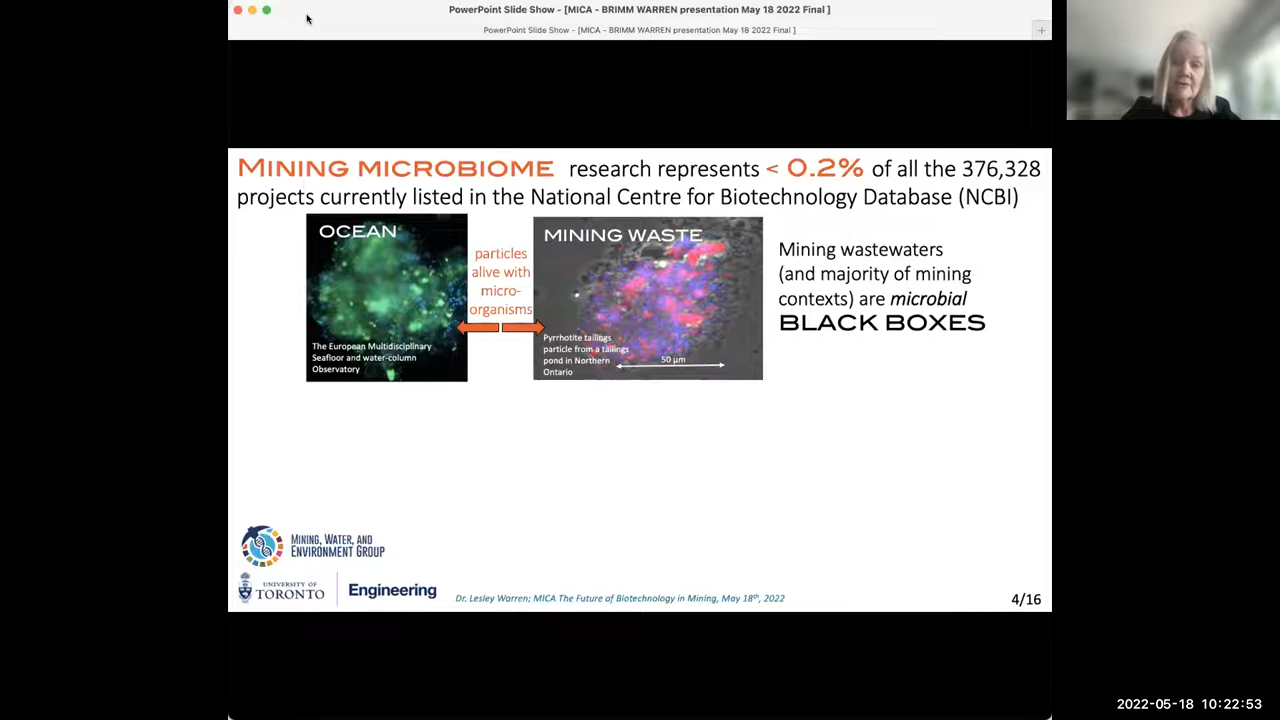 PowerPoint Slide Show - [MICA - BRIMM WARREN presentation May 18 2022 Final ]
PowerPoint Slide Show - [MICA - BRIMM WARREN presentation May 18 2022 Final ]
MINING MICROBIOME research represents < 0.2% of all the 376,328
projects currently listed in the National Centre for Biotechnology Database (NCBI)
OCEAN
The European Multidisciplinary
Seafloor and water-column
Observatory
particles
alive with
micro-
organisms
MINING WASTE
Pyrrhotite tailings
particle from a tailings
pond in Northern
Ontario
50 µm
Mining wastewaters
(and majority of mining
contexts) are microbial
BLACK BOXES
MINING, WATER, AND
ENVIRONMENT GROUP
UNIVERSITY OF
TORONTO
Engineering
Dr. Lesley Warren; MICA The Future of Biotechnology in Mining, May 18th, 2022
4/16
2022-05-18 10:22:53